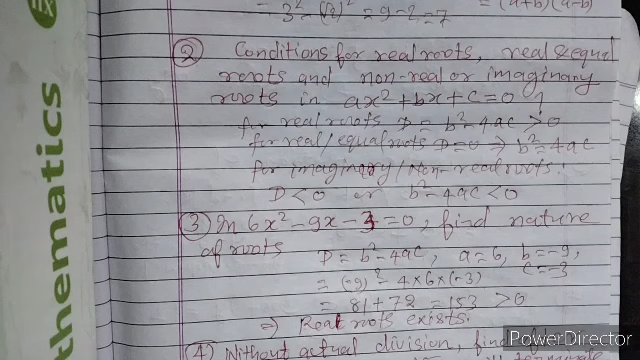 = 3² - (√2)² = 9 - 2 = 7
= (a+b)(a-b)
② Conditions for real roots, real & equal
roots and non-real or imaginary
roots in ax² + bx + c = 0 ?
for real roots D = b² - 4ac > 0
for real/equal roots D = 0 ⇒ b² = 4ac
for imaginary/Non-real roots:
D < 0 or b² - 4ac < 0
③ In 6x² - 9x - 3 = 0, find nature
of roots
D = b² - 4ac, a = 6, b = -9,
c = -3
= (-9)² - 4×6×(-3)
= 81 + 72 = 153 > 0
⇒ Real roots exists.
④ Without actual division, find
thematics
PowerDirector